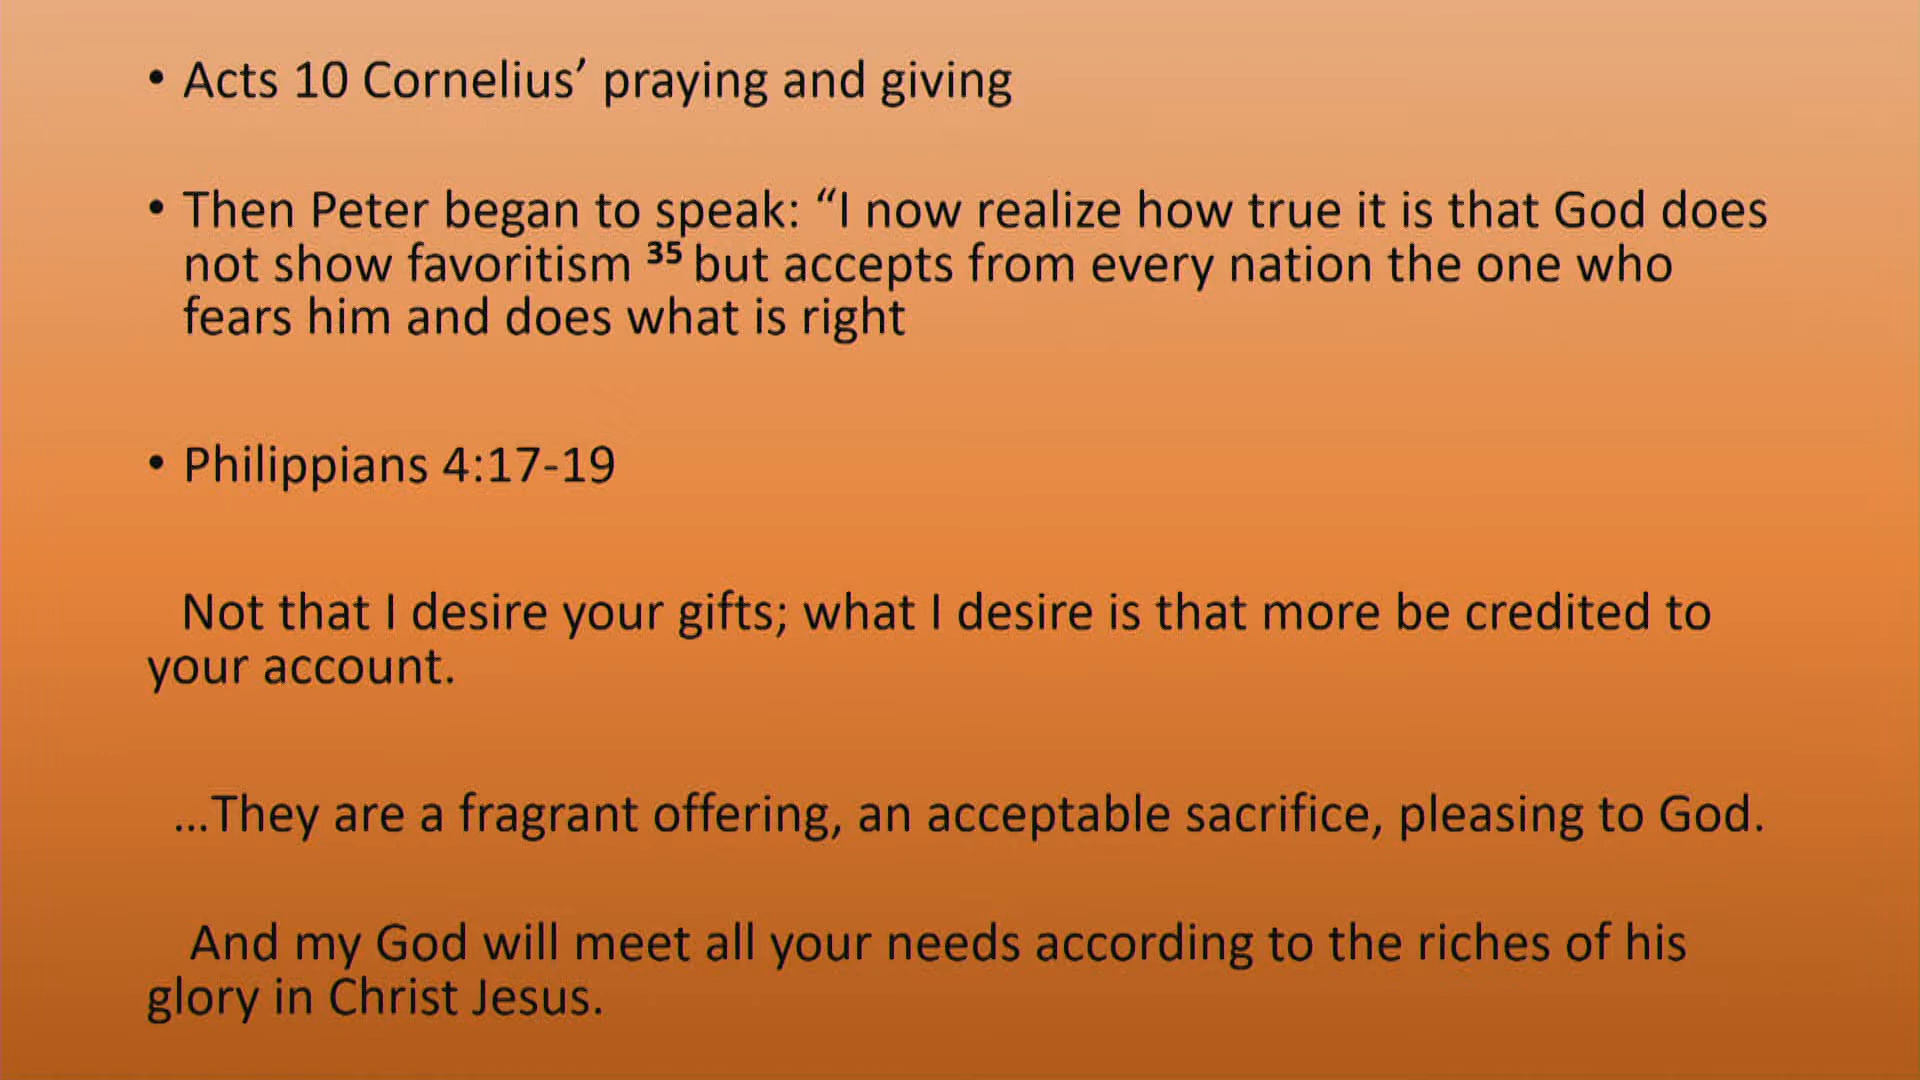 • Acts 10 Cornelius’ praying and giving
• Then Peter began to speak: “I now realize how true it is that God does
not show favoritism 35 but accepts from every nation the one who
fears him and does what is right
• Philippians 4:17-19
Not that I desire your gifts; what I desire is that more be credited to
your account.
...They are a fragrant offering, an acceptable sacrifice, pleasing to God.
And my God will meet all your needs according to the riches of his
glory in Christ Jesus.